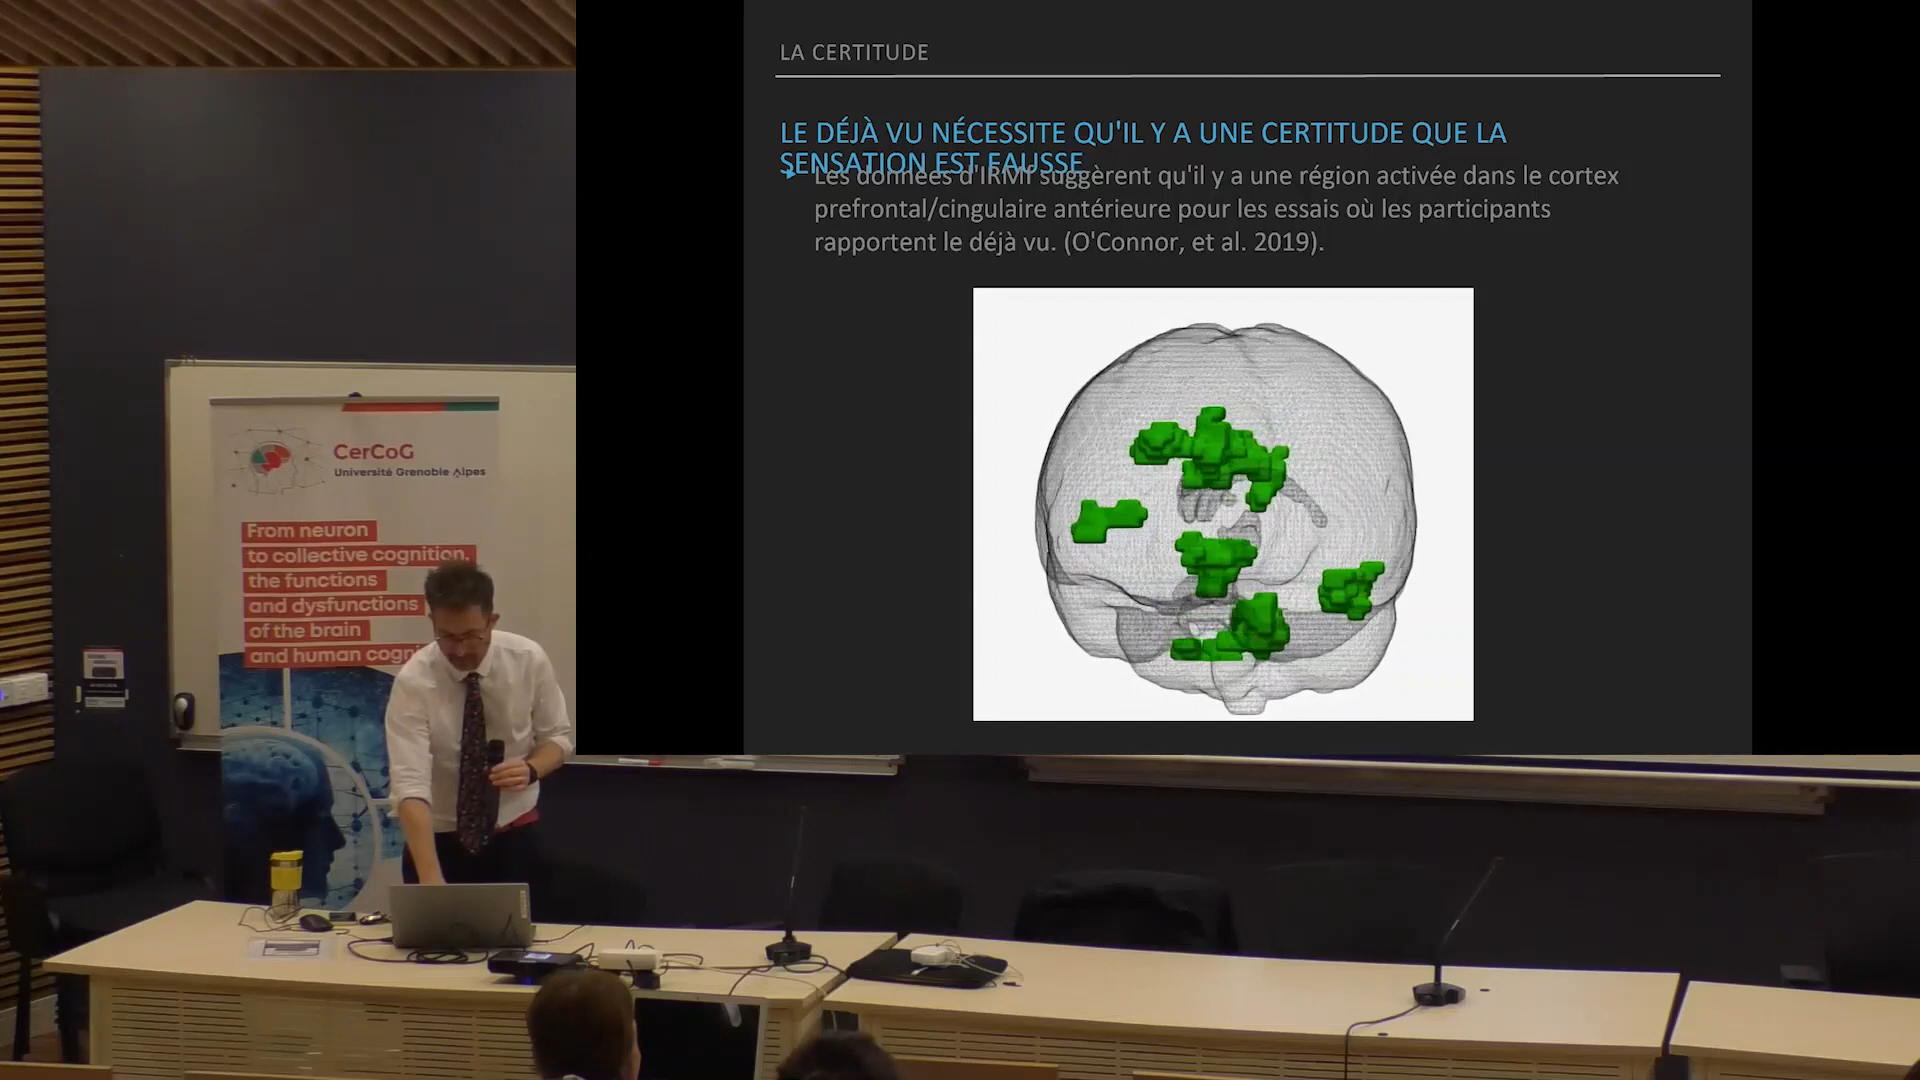 LA CERTITUDE
LE DÉJÀ VU NÉCESSITE QU'IL Y A UNE CERTITUDE QUE LA
SENSATION EST FAUSSE
Les données d'IRMf suggèrent qu'il y a une région activée dans le cortex
prefrontal/cingulaire antérieure pour les essais où les participants
rapportent le déjà vu. (O'Connor, et al. 2019).
CerCoG
Université Grenoble Alpes
From neuron
to collective cognition,
the functions
and dysfunctions
of the brain
and human cogni